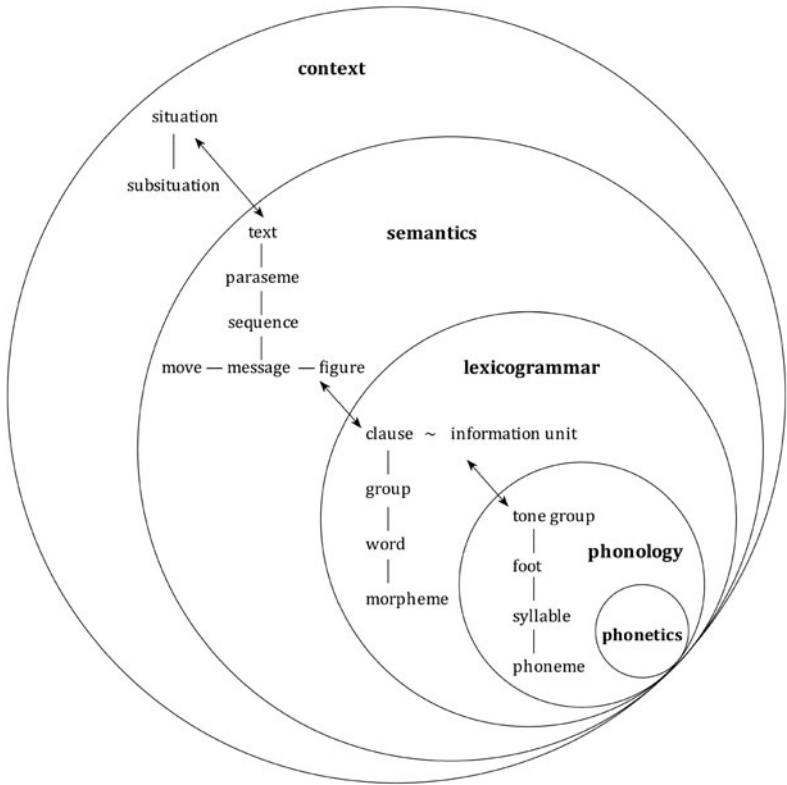 context
situation
subsituation
text
semantics
paraseme
sequence
move — message — figure
lexicogrammar
clause ~ information unit
group
tone group
word
phonology
foot
morpheme
syllable
phonetics
phoneme